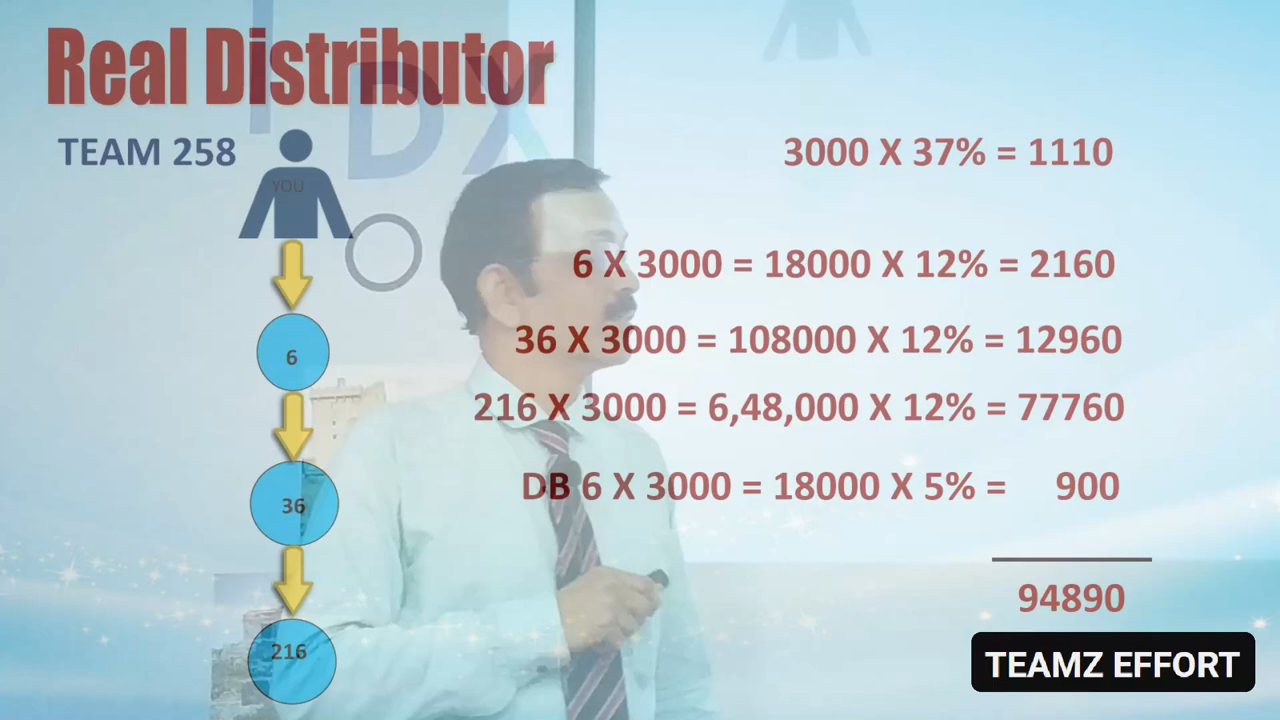 Real Distributor
DX
TEAM 258
YOU
3000 X 37% = 1110
6 X 3000 = 18000 X 12% = 2160
6
36 X 3000 = 108000 X 12% = 12960
216 X 3000 = 6,48,000 X 12% = 77760
DB 6 X 3000 = 18000 X 5% = 900
36
94890
216
TEAMZ EFFORT